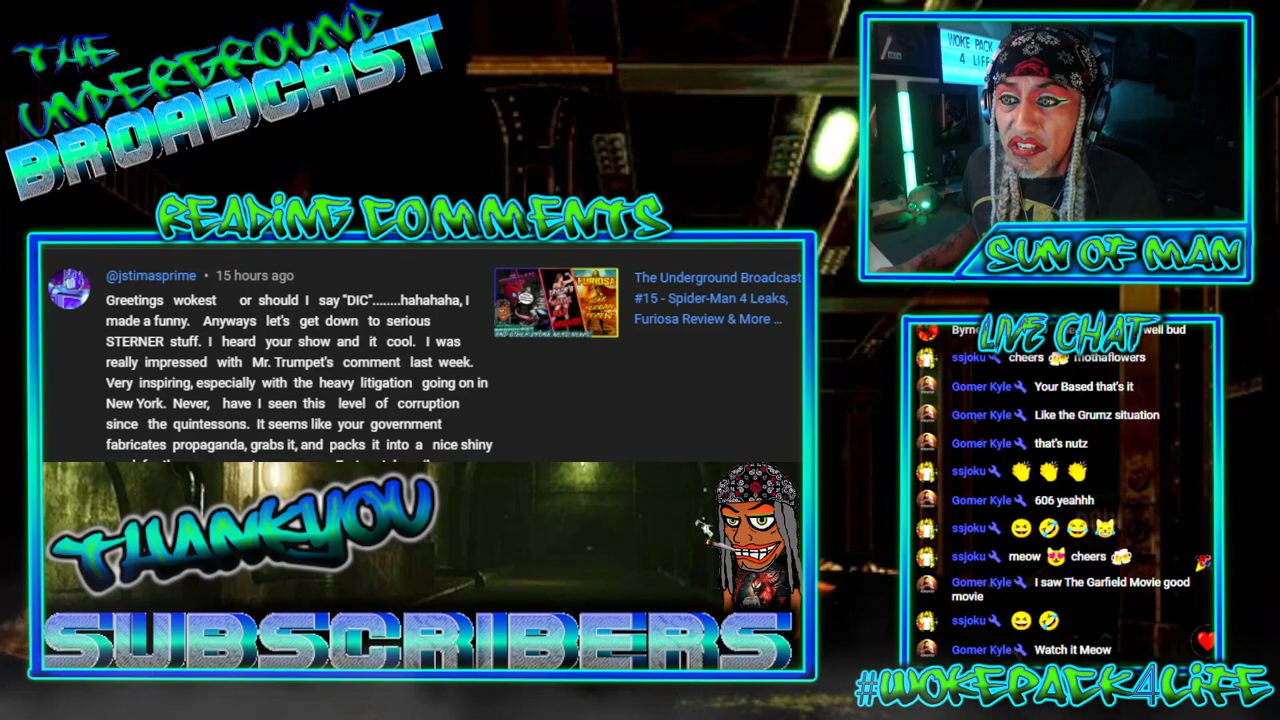 THE
UNDERGROUND
BROADCAST
READING COMMENTS
@jstimasprime • 15 hours ago
Greetings wokest or should I say "DIC"........hahahaha, I
made a funny. Anyways let's get down to serious
STERNER stuff. I heard your show and it cool. I was
really impressed with Mr. Trumpet's comment last week.
Very inspiring, especially with the heavy litigation going on in
New York. Never, have I seen this level of corruption
since the quintessons. It seems like your government
fabricates propaganda, grabs it, and packs it into a nice shiny
The Underground Broadcast
#15 - Spider-Man 4 Leaks,
Furiosa Review & More ...
FURIOSA
THANKYOU
SUBSCRIBERS
WOKE PACK
4 LIFE
SUN OF MAN
LIVE CHAT
Byrne well bud
ssjoku cheers 🍻 mothaflowers
Gomer Kyle Your Based that's it
Gomer Kyle Like the Grumz situation
Gomer Kyle that's nutz
ssjoku 👏 👏 👏
Gomer Kyle 606 yeahhh
ssjoku 😆 🤣 😂 😹
ssjoku meow 😻 cheers 🍻
Gomer Kyle I saw The Garfield Movie good
movie
ssjoku 😆 🤣
Gomer Kyle Watch it Meow
#WOKEPACK4LIFE